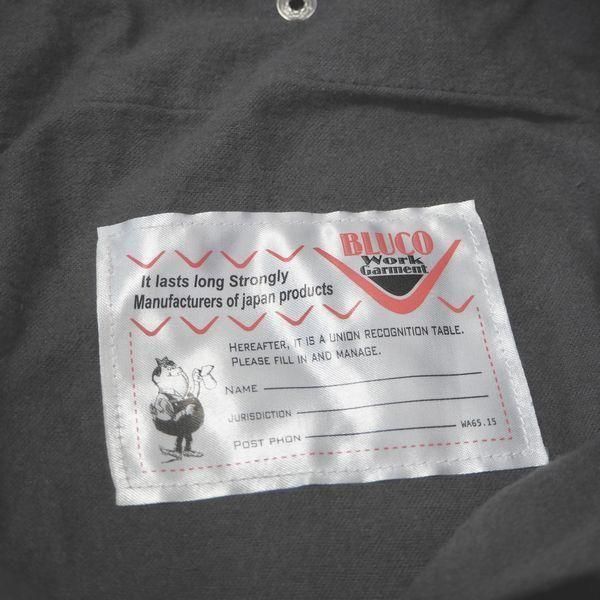 BLUCO
Work
Garment
It lasts long Strongly
Manufacturers of japan products
HEREAFTER, IT IS A UNION RECOGNITION TABLE.
PLEASE FILL IN AND MANAGE.
NAME
JURISDICTION
POST PHON
WA65.15